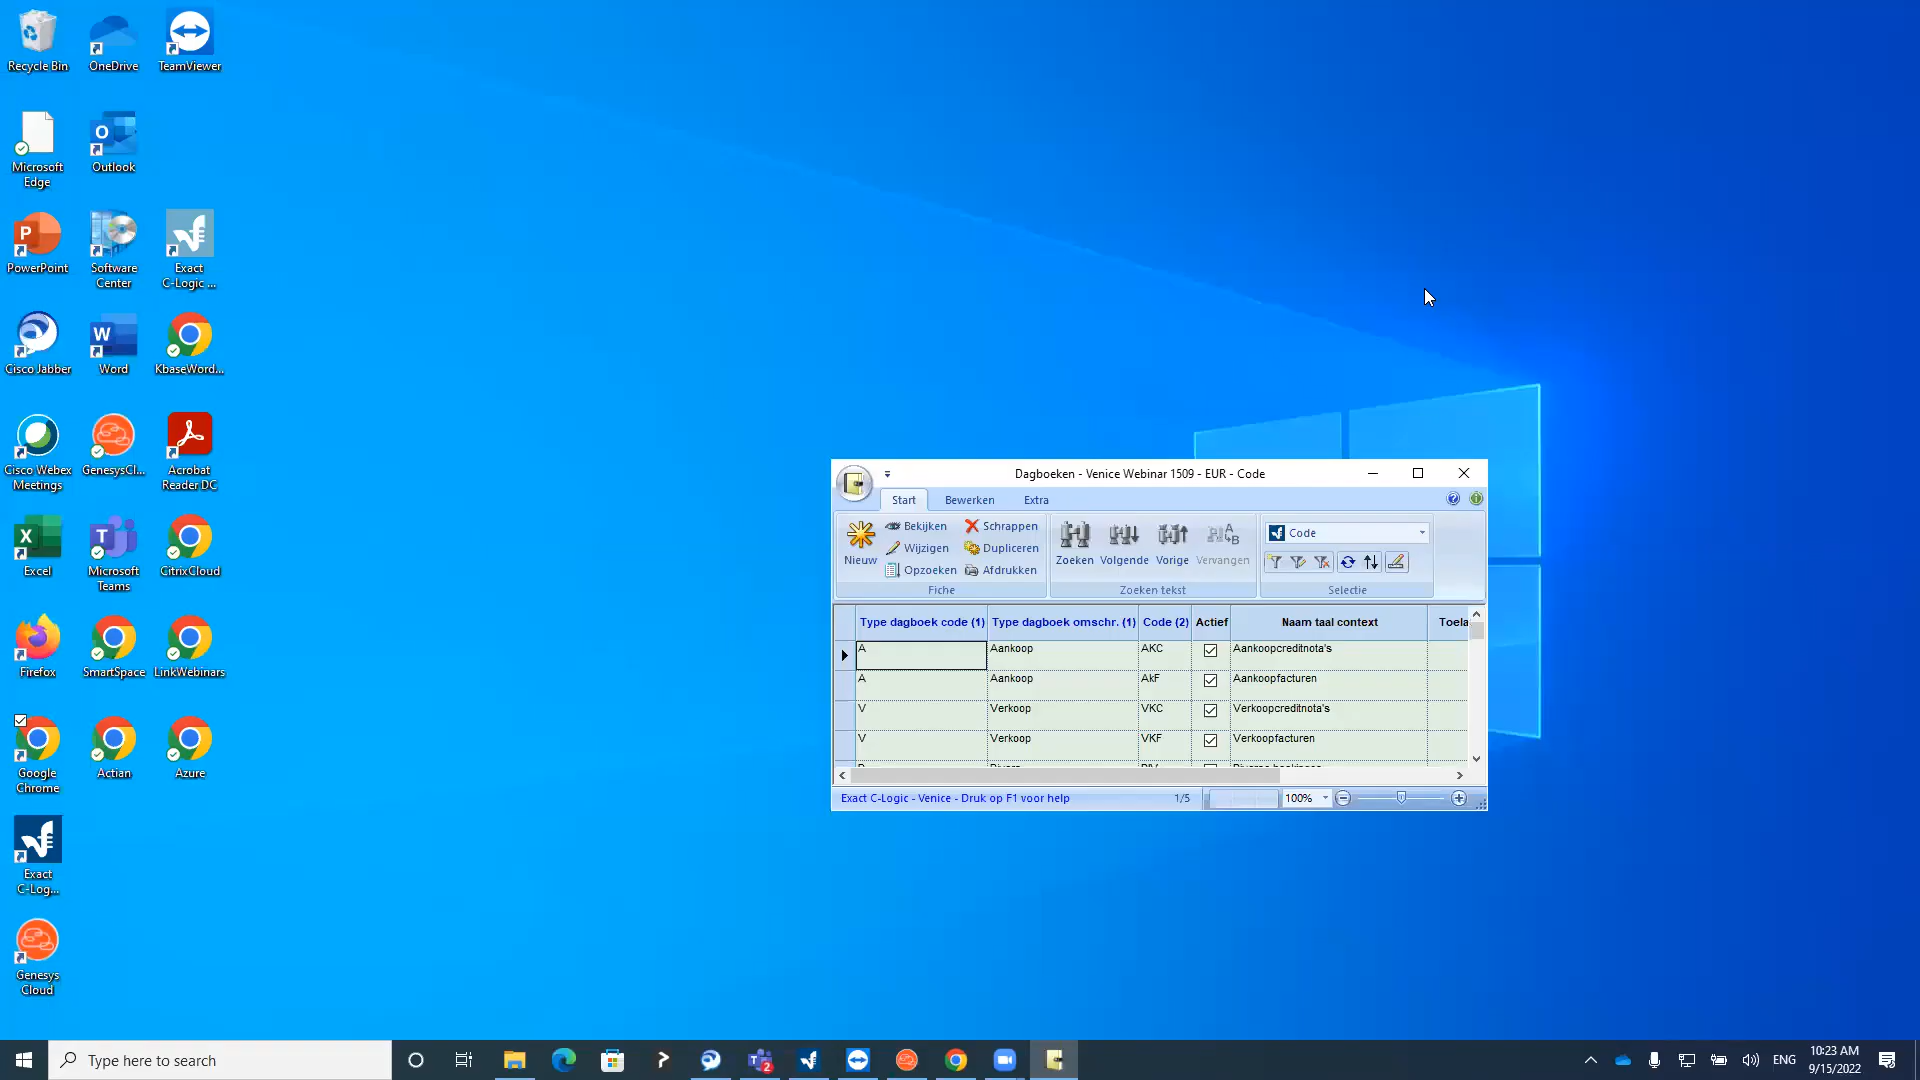 Recycle Bin
OneDrive
TeamViewer
Microsoft
Edge
Outlook
PowerPoint
Software
Center
Exact
C-Logic ...
Cisco Jabber
Word
KbaseWord...
Cisco Webex
Meetings
GenesysCl...
Acrobat
Reader DC
Excel
Microsoft
Teams
CitrixCloud
Firefox
SmartSpace
LinkWebinars
Google
Chrome
Actian
Azure
Exact
C-Log...
Genesys
Cloud
Dagboeken - Venice Webinar 1509 - EUR - Code
Start Bewerken Extra
Nieuw
Bekijken
Wijzigen
Opzoeken
Schrappen
Dupliceren
Afdrukken
Fiche
Zoeken Volgende Vorige Vervangen
Zoeken tekst
Code
Selectie
Type dagboek code (1) Type dagboek omschr. (1) Code (2) Actief Naam taal context Toela
A Aankoop AKC Aankoopcreditnota's
A Aankoop AkF Aankoopfacturen
V Verkoop VKC Verkoopcreditnota's
V Verkoop VKF Verkoopfacturen
Exact C-Logic - Venice - Druk op F1 voor help 1/5 100%
Type here to search
2
ENG
10:23 AM
9/15/2022